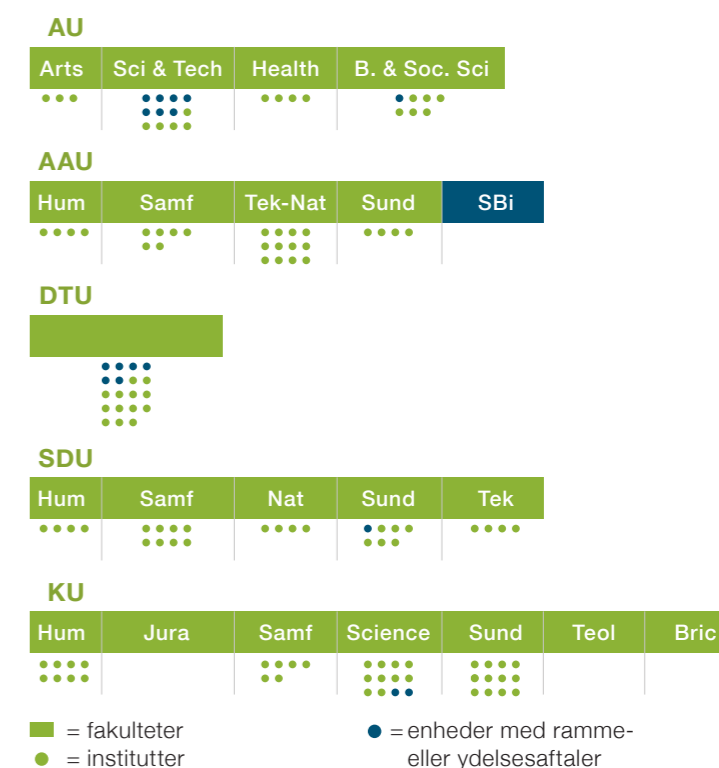 AU
Arts Sci & Tech Health B. & Soc. Sci
AAU
Hum Samf Tek-Nat Sund SBi
DTU
SDU
Hum Samf Nat Sund Tek
KU
Hum Jura Samf Science Sund Teol Bric
= fakulteter
= institutter
= enheder med ramme-
eller ydelsesaftaler